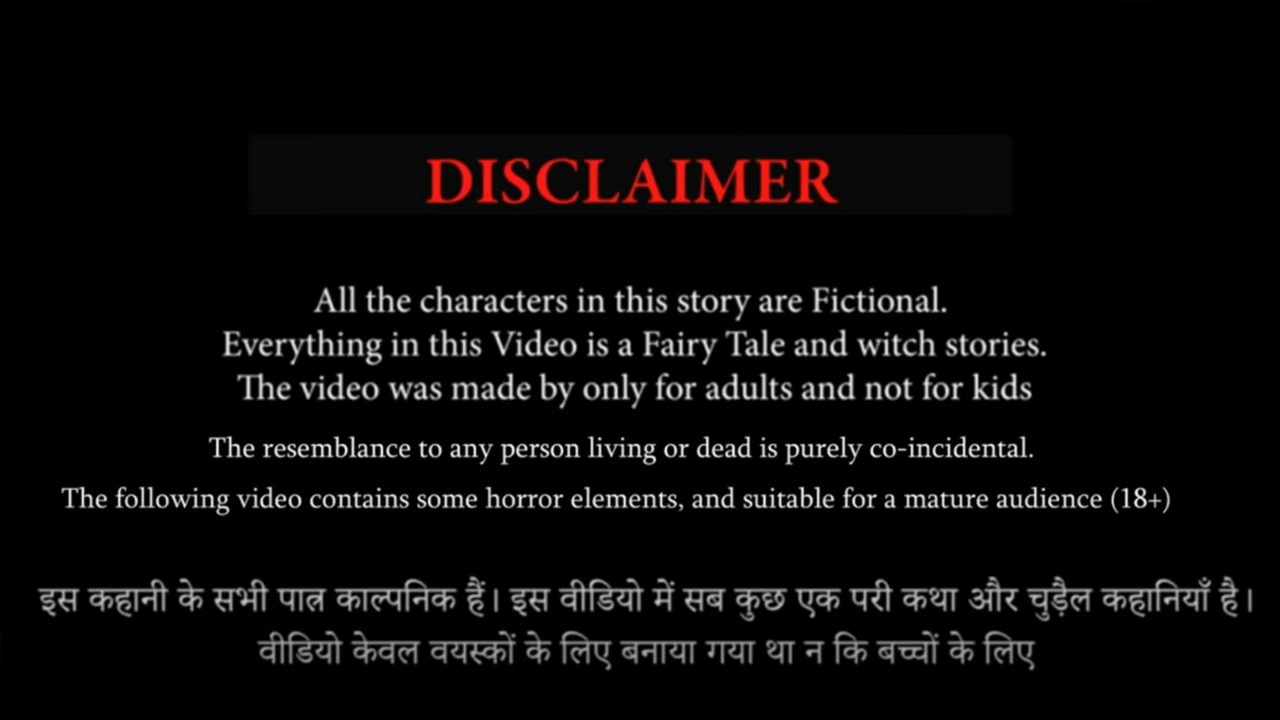 DISCLAIMER
All the characters in this story are Fictional.
Everything in this Video is a Fairy Tale and witch stories.
The video was made by only for adults and not for kids
The resemblance to any person living or dead is purely co-incidental.
The following video contains some horror elements, and suitable for a mature audience (18+)
इस कहानी के सभी पात्र काल्पनिक हैं। इस वीडियो में सब कुछ एक परी कथा और चुड़ैल कहानियाँ है।
वीडियो केवल वयस्कों के लिए बनाया गया था न कि बच्चों के लिए